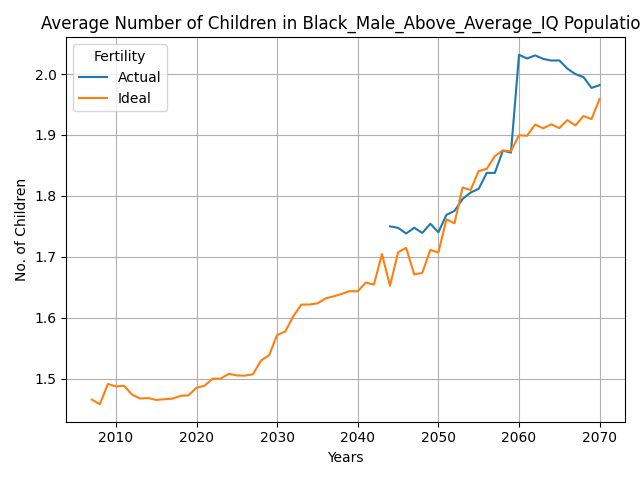 Average Number of Children in Black_Male_Above_Average_IQ Populatio
Fertility
Actual
Ideal
No. of Children
2.0
1.9
1.8
1.7
1.6
1.5
2010 2020 2030 2040 2050 2060 2070
Years